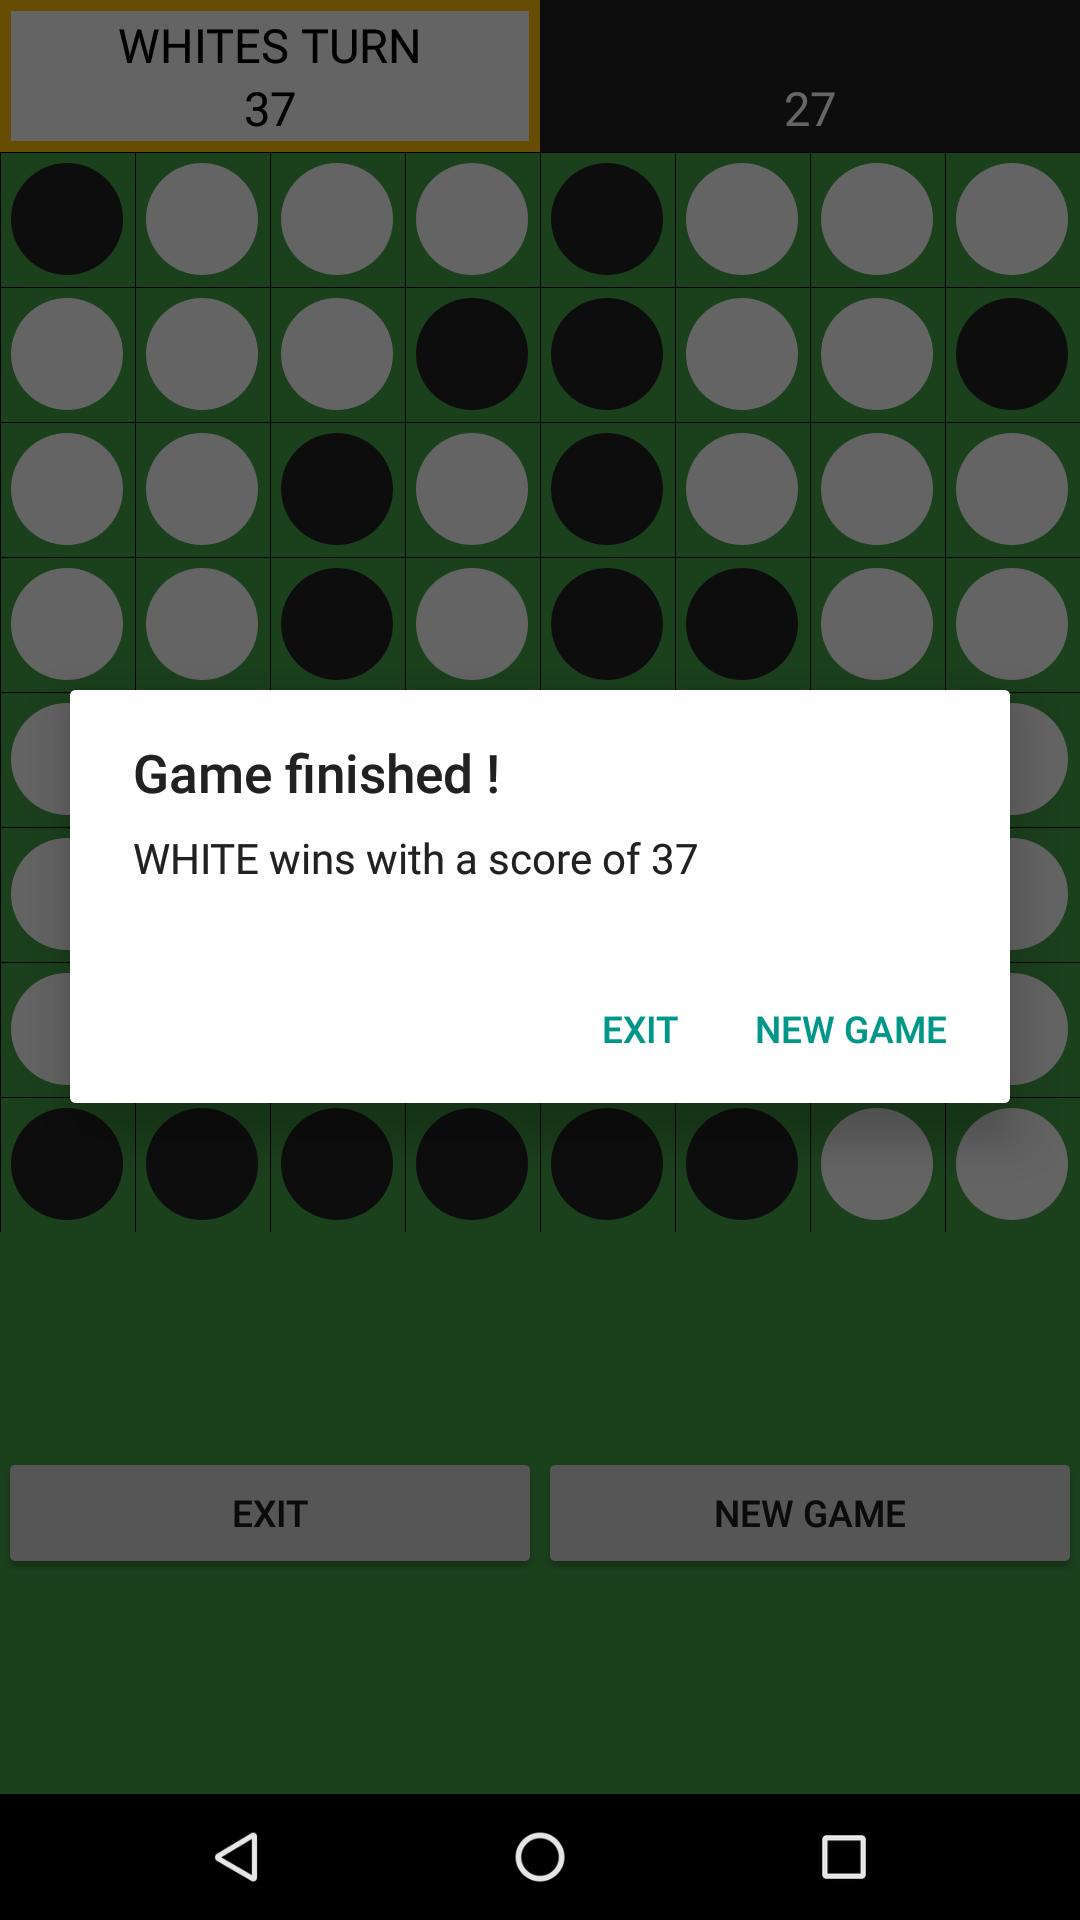 WHITES TURN
37
27
Game finished !
WHITE wins with a score of 37
EXIT NEW GAME
EXIT NEW GAME